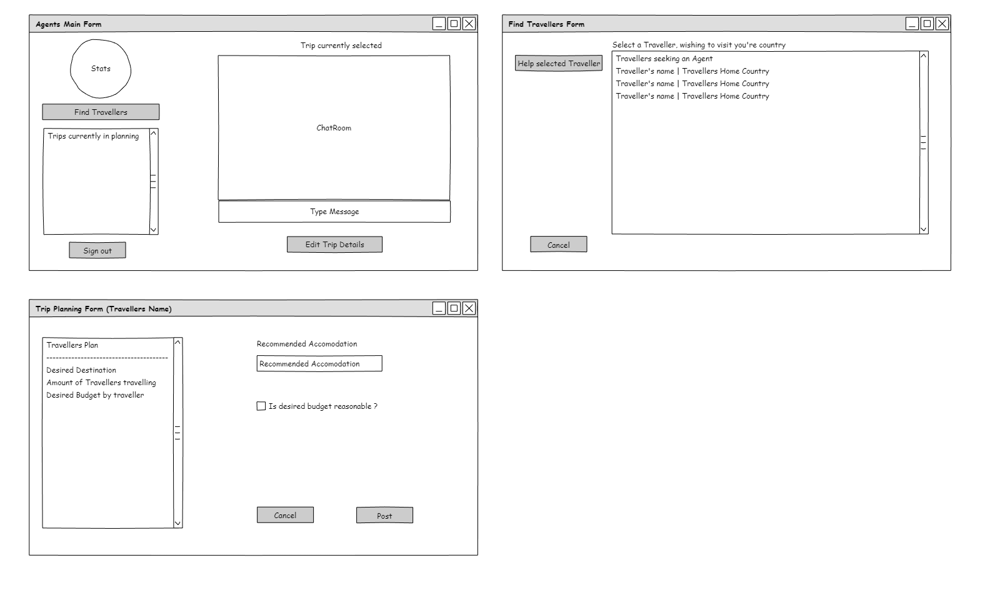 Agents Main Form
Stats
Find Travellers
Trips currently in planning
Sign out
Trip currently selected
ChatRoom
Type Message
Edit Trip Details
Find Travellers Form
Help selected Traveller
Cancel
Select a Traveller, wishing to visit you're country
Travellers seeking an Agent
Traveller's name | Travellers Home Country
Traveller's name | Travellers Home Country
Traveller's name | Travellers Home Country
Trip Planning Form (Travellers Name)
Travellers Plan
---------------------------------------
Desired Destination
Amount of Travellers travelling
Desired Budget by traveller
Recommended Accomodation
Recommended Accomodation
Is desired budget reasonable ?
Cancel
Post